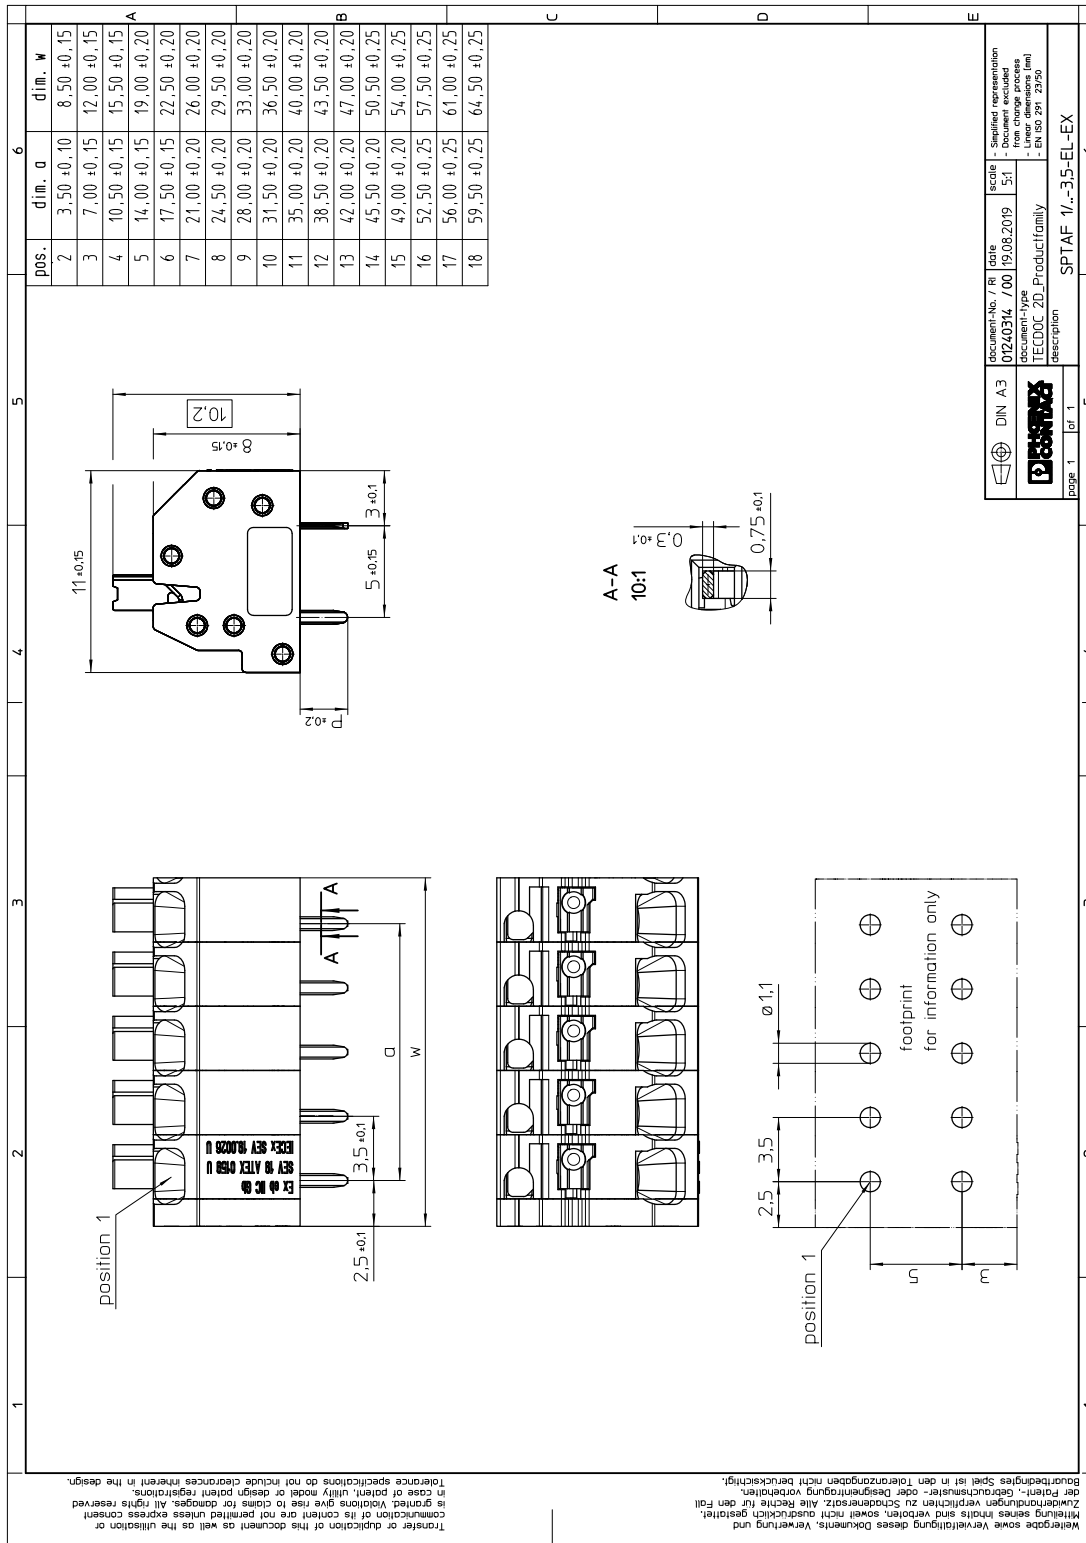 6
5
4
3
2
1
A
B
C
D
E
pos. dim. a dim. w
2 3,50 ±0,10 8,50 ±0,15
3 7,00 ±0,15 12,00 ±0,15
4 10,50 ±0,15 15,50 ±0,15
5 14,00 ±0,15 19,00 ±0,20
6 17,50 ±0,15 22,50 ±0,20
7 21,00 ±0,20 26,00 ±0,20
8 24,50 ±0,20 29,50 ±0,20
9 28,00 ±0,20 33,00 ±0,20
10 31,50 ±0,20 36,50 ±0,20
11 35,00 ±0,20 40,00 ±0,20
12 38,50 ±0,20 43,50 ±0,20
13 42,00 ±0,20 47,00 ±0,20
14 45,50 ±0,20 50,50 ±0,25
15 49,00 ±0,20 54,00 ±0,25
16 52,50 ±0,25 57,50 ±0,25
17 56,00 ±0,25 61,00 ±0,25
18 59,50 ±0,25 64,50 ±0,25
11 ±0,15
10,2
8 ±0,15
3 ±0,1
5 ±0,15
P ±0,2
A-A
10:1
0,3 ±0,1
0,75 ±0,1
position 1
Ex eb IIC Gb
SEV 18 ATEX 0158 U
IECEx SEV 18.0026 U
A
A
3,5 ±0,1
2,5 ±0,1
a
w
position 1
2,5
3,5
ø 1,1
5
3
footprint
for information only
DIN A3
PHOENIX
CONTACT
page 1 of 1
document-No. / RI
01240314 / 00
date
19.08.2019
scale
5:1
- Simplified representation
- Document excluded
from change process
- Linear dimensions [mm]
- EN ISO 291 23/50
document-type
TECDOC 2D_Productfamily
description
SPTAF 1/..-3,5-EL-EX
Transfer or duplication of this document as well as the utilisation or
communication of its content are not permitted unless express consent
is granted. Violations give rise to claims for damages. All rights reserved
in case of patent, utility model or design patent registrations.
Tolerance specifications do not include clearances inherent in the design.
Weitergabe sowie Vervielfältigung dieses Dokuments, Verwertung und
Mitteilung seines Inhalts sind verboten, soweit nicht ausdrücklich gestattet.
Zuwiderhandlungen verpflichten zu Schadenersatz. Alle Rechte für den Fall
der Patent-, Gebrauchsmuster- oder Designeintragung vorbehalten.
Bauartbedingtes Spiel ist in den Toleranzangaben nicht berücksichtigt.